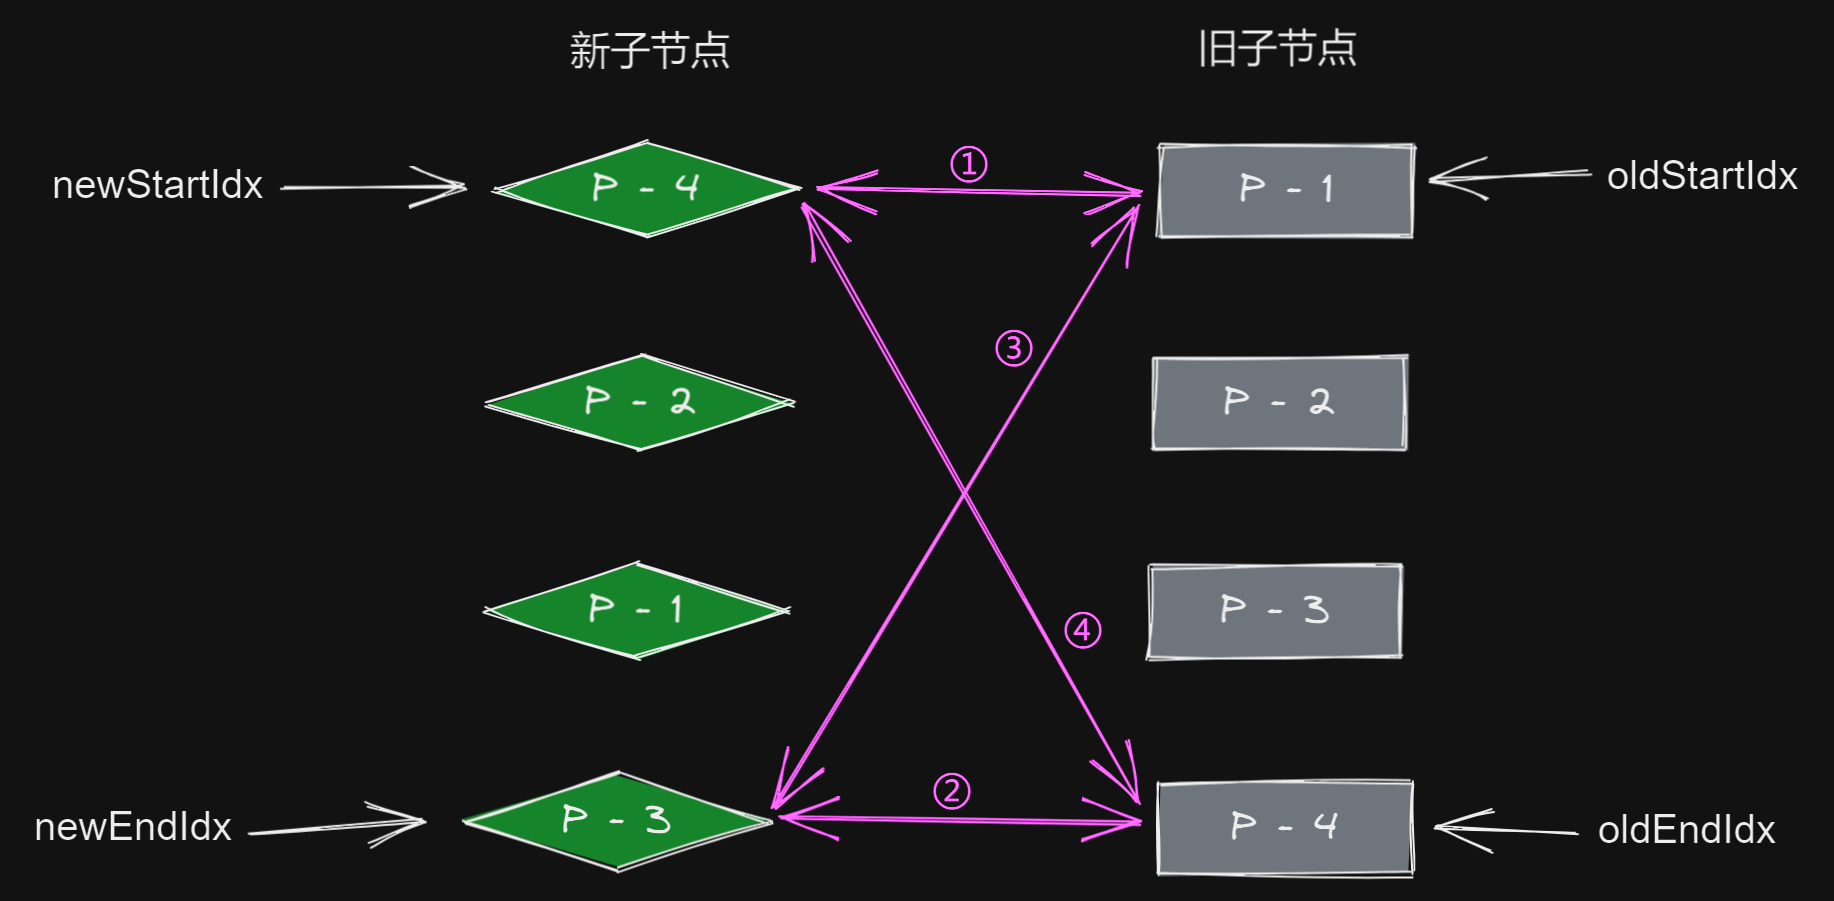 新子节点
旧子节点
newStartIdx
P - 4
①
P - 1
oldStartIdx
③
P - 2
P - 2
P - 1
④
P - 3
newEndIdx
P - 3
②
P - 4
oldEndIdx